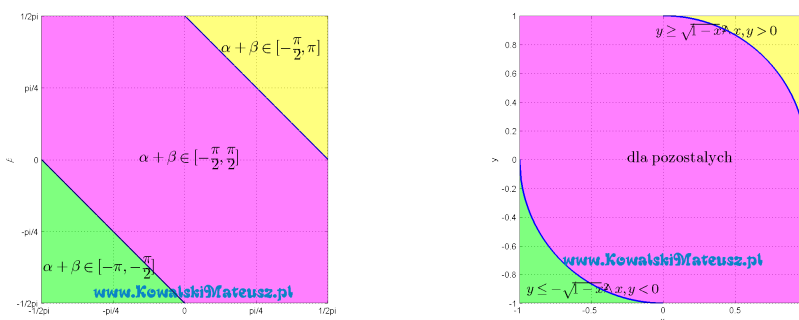 1/2pi
α + β ∈ [-π/2, π]
pi/4
0
β
α + β ∈ [-π/2, π/2]
-pi/4
α + β ∈ [-π, -π/2]
www.KowalskiMateusz.pl
-1/2pi
-1/2pi -pi/4 0 pi/4 1/2pi
1
y ≥ √1-x² ∧ x, y > 0
0.8
0.6
0.4
0.2
y
0
dla pozostalych
-0.2
-0.4
-0.6
www.KowalskiMateusz.pl
-0.8
y ≤ -√1-x² ∧ x, y < 0
-1
-1 -0.5 0 0.5